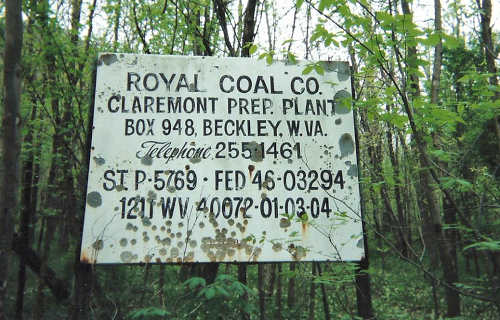 ROYAL COAL CO.
CLAREMONT PREP. PLANT
BOX 948, BECKLEY, W.VA.
Telephone 255-1461
ST P-5769 · FED 46-03294
1211 WV 40072-01-03-04